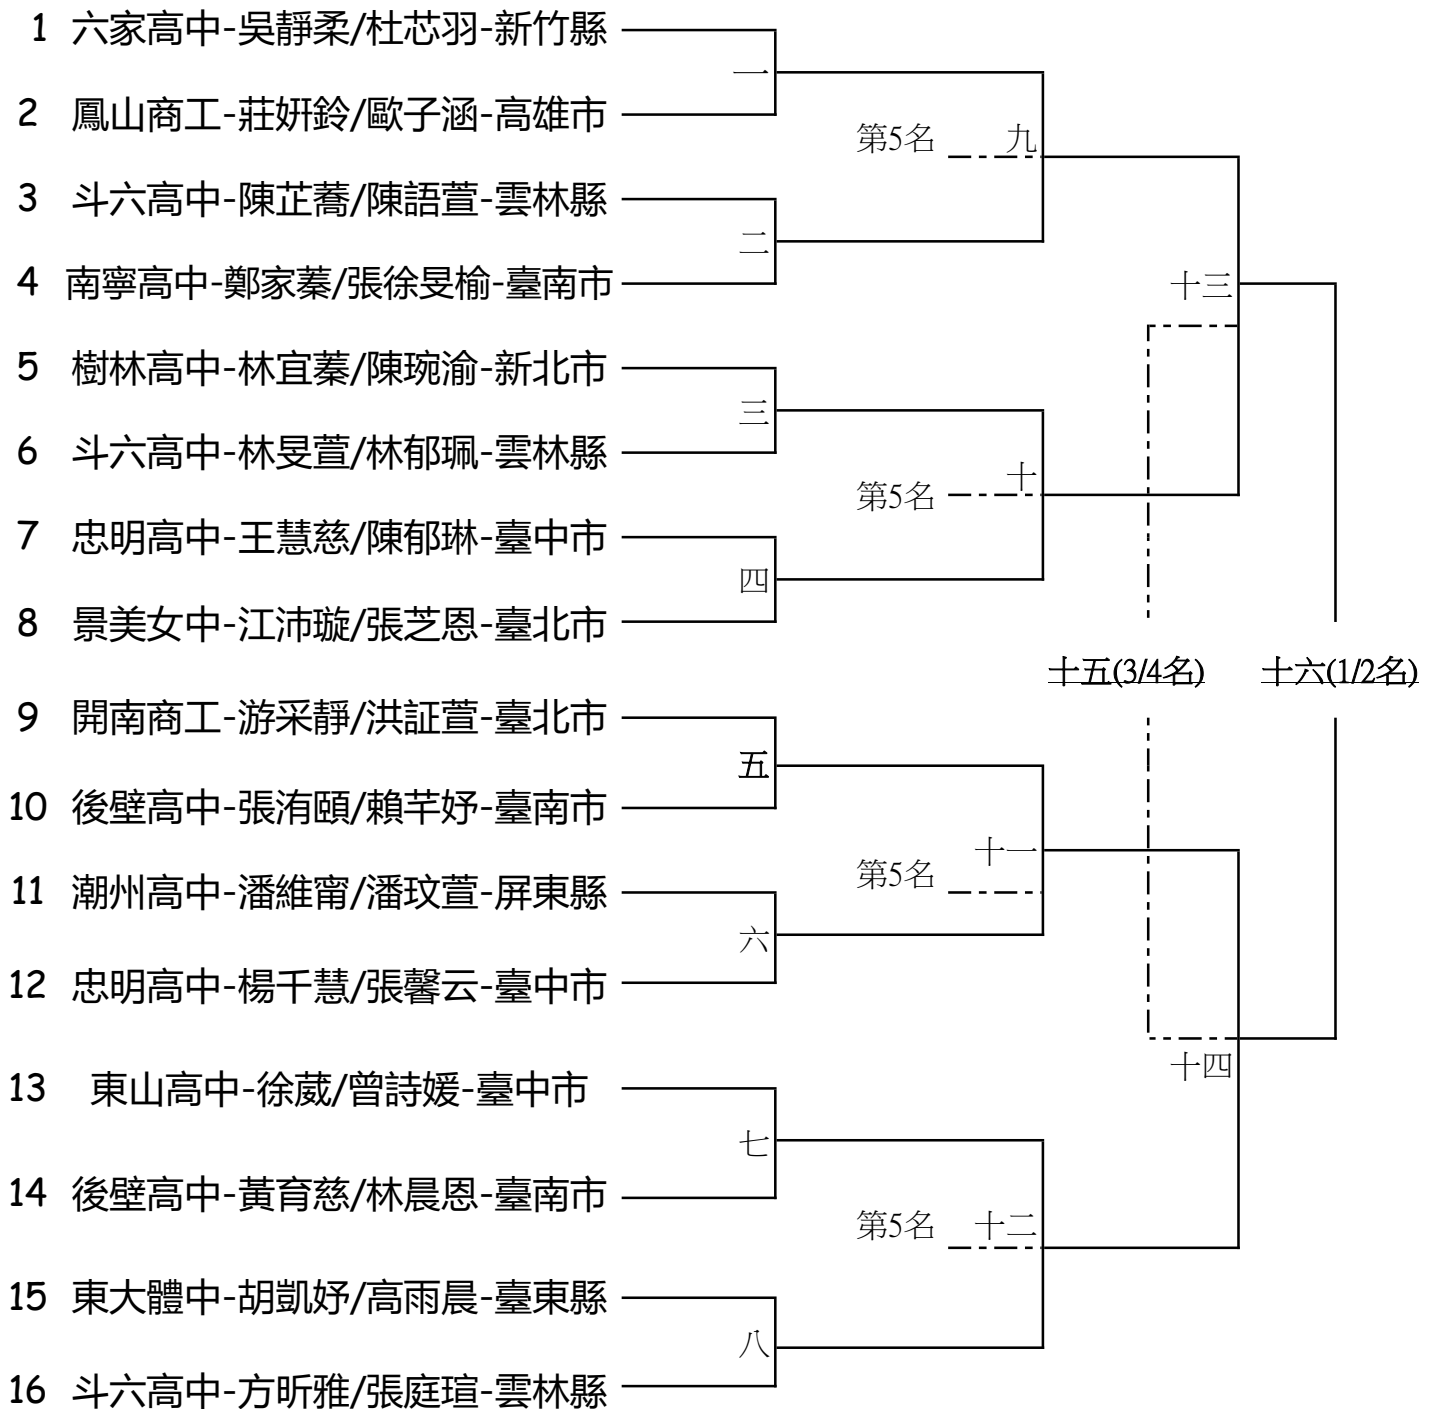 1 六家高中-吳靜柔/杜芯羽-新竹縣
一
2 鳳山商工-莊妍鈴/歐子涵-高雄市
第5名 九
3 斗六高中-陳芷蕎/陳語萱-雲林縣
二
4 南寧高中-鄭家蓁/張徐旻榆-臺南市
十三
5 樹林高中-林宜蓁/陳琬渝-新北市
三
6 斗六高中-林旻萱/林郁珮-雲林縣
第5名 十
7 忠明高中-王慧慈/陳郁琳-臺中市
四
8 景美女中-江沛璇/張芝恩-臺北市
十五(3/4名) 十六(1/2名)
9 開南商工-游采靜/洪証萱-臺北市
五
10 後壁高中-張洧頤/賴芊妤-臺南市
十一
第5名
11 潮州高中-潘維甯/潘玟萱-屏東縣
六
12 忠明高中-楊千慧/張馨云-臺中市
十四
13 東山高中-徐葳/曾詩媛-臺中市
七
14 後壁高中-黃育慈/林晨恩-臺南市
第5名 十二
15 東大體中-胡凱妤/高雨晨-臺東縣
八
16 斗六高中-方昕雅/張庭瑄-雲林縣